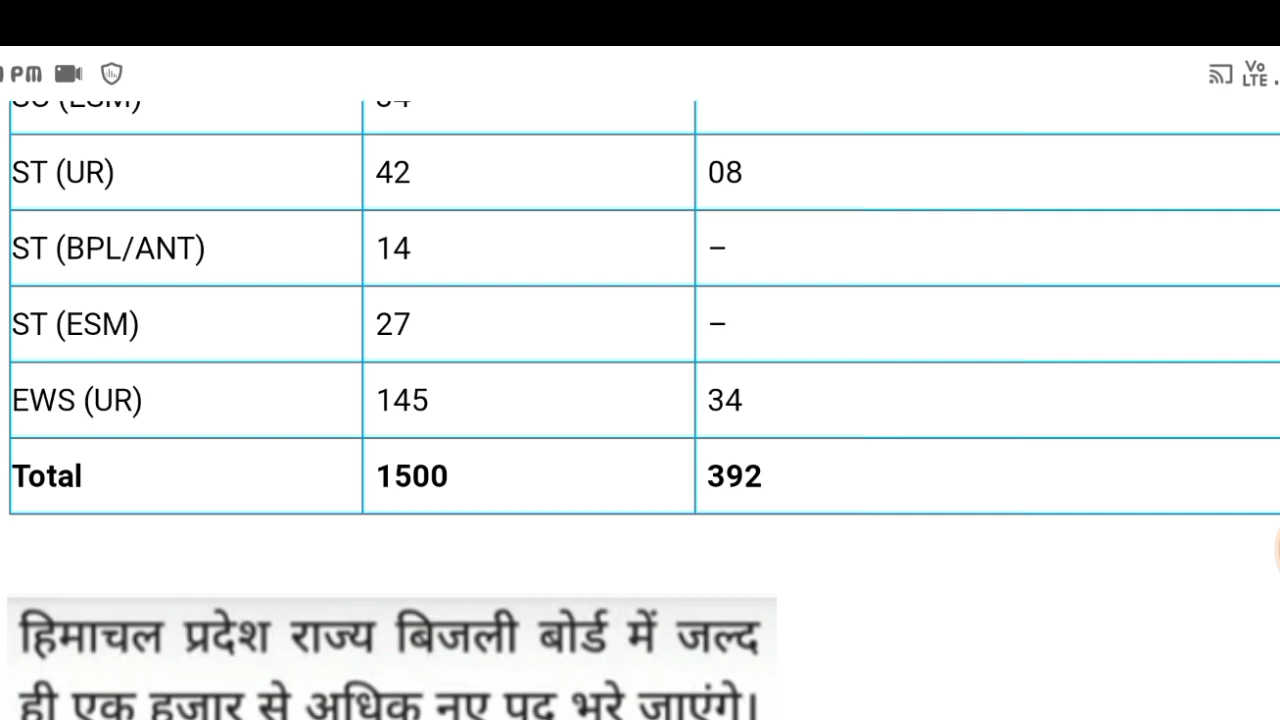 PM
Vo
LTE
ST (UR) 42 08
ST (BPL/ANT) 14 –
ST (ESM) 27 –
EWS (UR) 145 34
Total 1500 392
हिमाचल प्रदेश राज्य बिजली बोर्ड में जल्द
ही एक हजार से अधिक नए पद भरे जाएंगे।